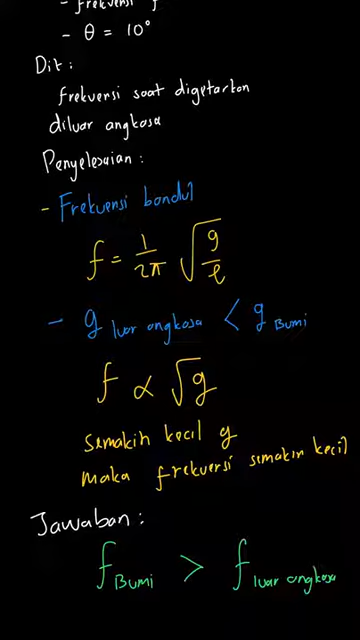 - frekuensi f
- θ = 10°
Dit :
frekuensi saat digetarkan
diluar angkasa
Penyelesaian :
- Frekuensi bandul
f = 1/2π √g/ℓ
- g luar angkasa < g Bumi
f ∝ √g
Semakin kecil g
maka frekuensi semakin kecil
Jawaban :
f Bumi > f luar angkasa